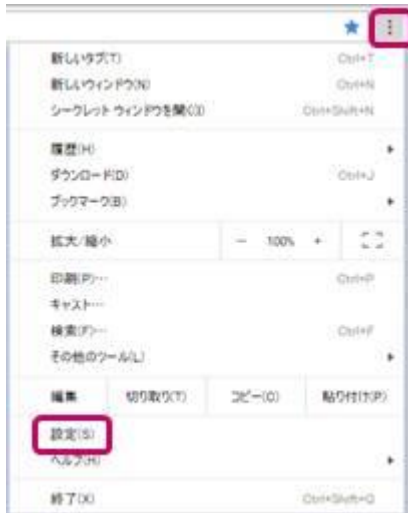 新しいタブ(T) Ctrl+T
新しいウィンドウ(N) Ctrl+N
シークレット ウィンドウを開く(I) Ctrl+Shift+N
履歴(H)
ダウンロード(D) Ctrl+J
ブックマーク(B)
拡大/縮小 － 100% +
印刷(P)… Ctrl+P
キャスト…
検索(F)… Ctrl+F
その他のツール(L)
編集 切り取り(T) コピー(C) 貼り付け(P)
設定(S)
ヘルプ(H)
終了(X) Ctrl+Shift+Q